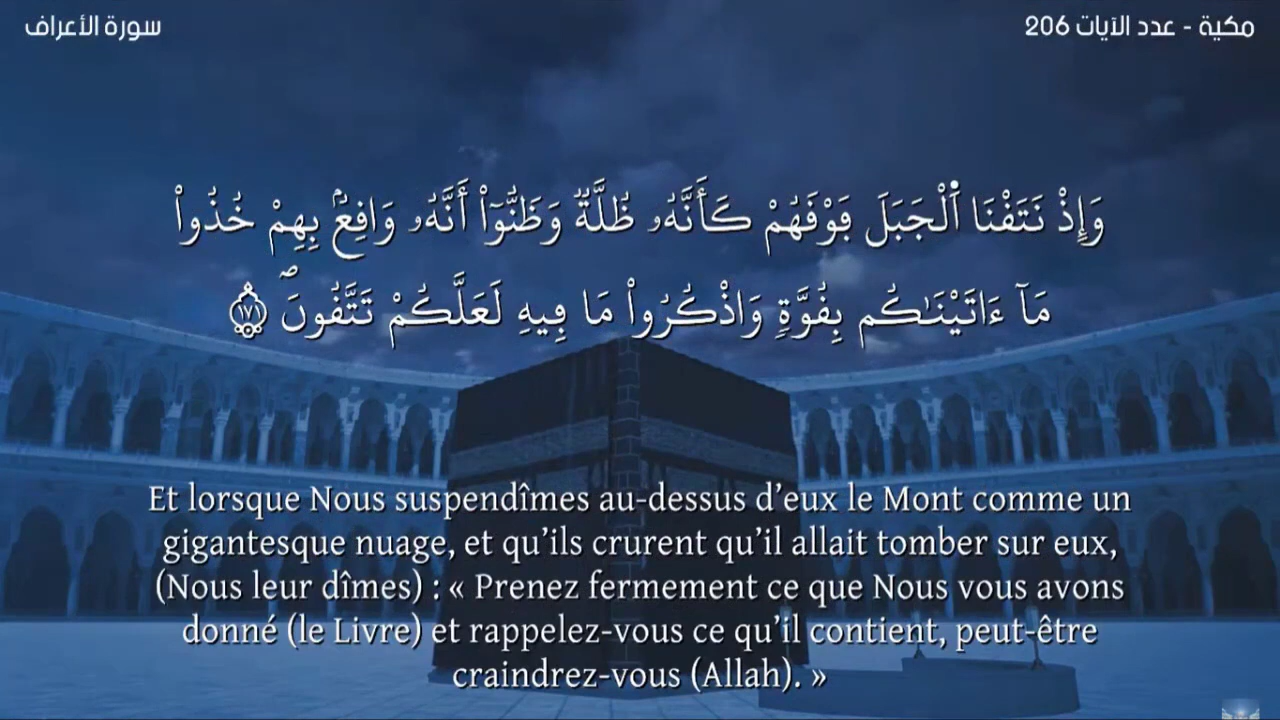 مكية - عدد الآيات 206
سورة الأعراف
وَإِذْ نَتَقْنَا اَ۬لْجَبَلَ فَوْقَهُمْ كَأَنَّهُۥ ظُلَّةٌ وَظَنُّوٓاْ أَنَّهُۥ وَاقِعُۢ بِهِمْ خُذُواْ
مَآ ءَاتَيْنَٰكُم بِقُوَّةٖ وَاذْكُرُواْ مَا فِيهِ لَعَلَّكُمْ تَتَّقُونَۖ
Et lorsque Nous suspendîmes au-dessus d’eux le Mont comme un
gigantesque nuage, et qu’ils crurent qu’il allait tomber sur eux,
(Nous leur dîmes) : « Prenez fermement ce que Nous vous avons
donné (le Livre) et rappelez-vous ce qu’il contient, peut-être
craindrez-vous (Allah). »